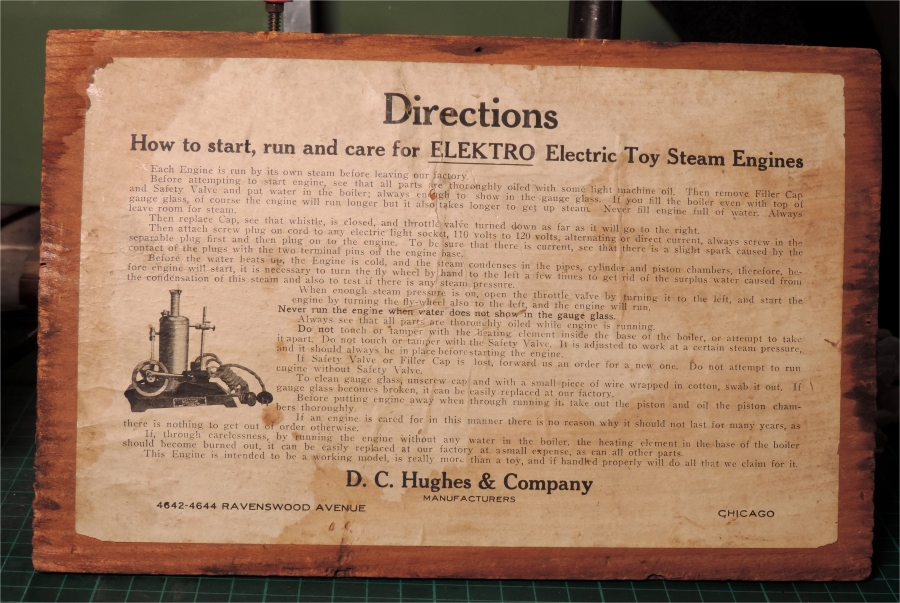 Directions
How to start, run and care for ELEKTRO Electric Toy Steam Engines
Each Engine is run by its own steam before leaving our factory.
Before attempting to start engine, see that all parts are thoroughly oiled with some light machine oil. Then remove Filler Cap
and Safety Valve and put water in the boiler; always enough to show in the gauge glass. If you fill the boiler even with top of
gauge glass, of course the engine will run longer but it also takes longer to get up steam. Never fill engine full of water. Always
leave room for steam.
Then replace Cap, see that whistle, is closed, and throttle valve turned down as far as it will go to the right.
Then attach screw plug on cord to any electric light socket, 110 volts to 120 volts, alternating or direct current, always screw in the
separable plug first and then plug on to the engine. To be sure that there is current, see that there is a slight spark caused by the
contact of the plugs with the two terminal pins on the engine base.
Before the water beats up, the Engine is cold, and the steam condenses in the pipes, cylinder and piston chambers, therefore, be-
fore engine will start, it is necessary to turn the fly wheel by hand to the left a few times to get rid of the surplus water caused from
the condensation of this steam and also to test if there is any steam pressure.
When enough steam pressure is on, open the throttle valve by turning it to the left, and start the
engine by turning the fly-wheel also to the left, and the engine will run.
Never run the engine when water does not show in the gauge glass.
Always see that all parts are thoroughly oiled while engine is running.
Do not touch or tamper with the heating element inside the base of the boiler, or attempt to take
it apart. Do not touch or tamper with the Safety Valve. It is adjusted to work at a certain steam pressure,
and it should always be in place before starting the engine.
If Safety Valve or Filler Cap is lost, forward us an order for a new one. Do not attempt to run
engine without Safety Valve.
To clean gauge glass, unscrew cap and with a small piece of wire wrapped in cotton, swab it out. If
gauge glass becomes broken, it can be easily replaced at our factory.
Before putting engine away when through running it, take out the piston and oil the piston cham-
bers thoroughly.
If an engine is cared for in this manner there is no reason why it should not last for many years, as
there is nothing to get out of order otherwise.
If, through carelessness, by running the engine without any water in the boiler, the heating element in the base of the boiler
should become burned out, it can be easily replaced at our factory at asmall expense, as can all other parts.
This Engine is intended to be a working model, is really more than a toy, and if handled properly will do all that we claim for it.
D. C. Hughes & Company
MANUFACTURERS
4642-4644 RAVENSWOOD AVENUE
CHICAGO